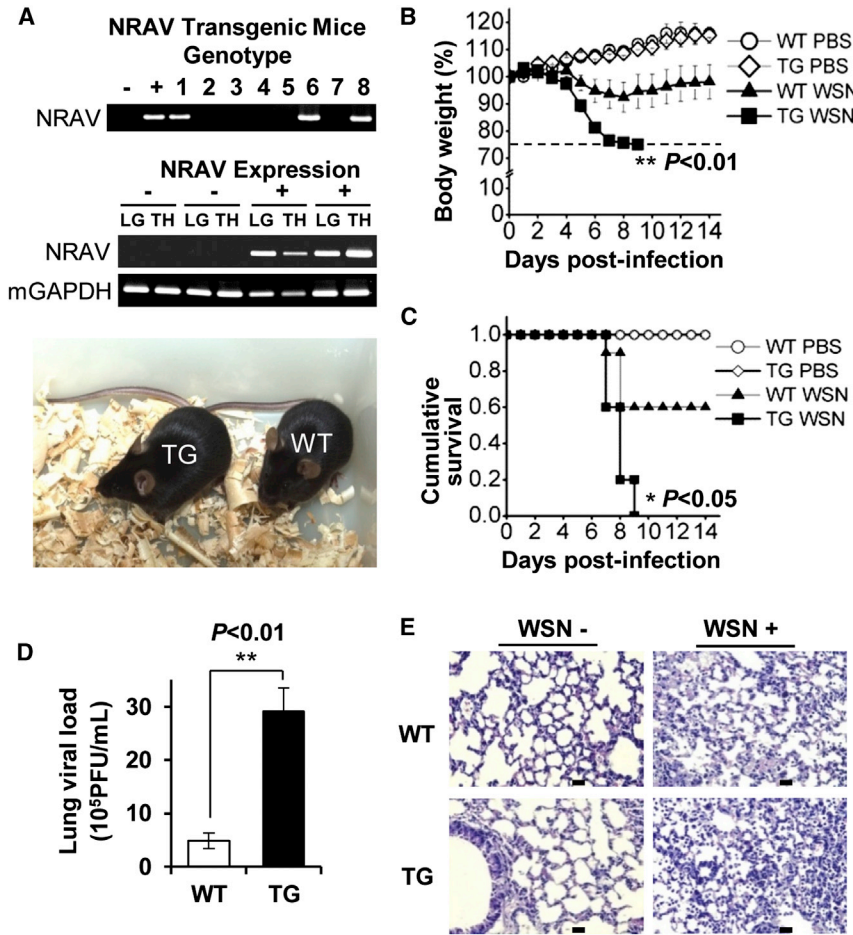 A
NRAV Transgenic Mice
Genotype
- + 1 2 3 4 5 6 7 8
NRAV
NRAV Expression
- - + +
LG TH LG TH LG TH LG TH
NRAV
mGAPDH
TG
WT
B
Body weight (%)
120
110
100
90
80
70
10
0
0 2 4 6 8 10 12 14
Days post-infection
** P<0.01
WT PBS
TG PBS
WT WSN
TG WSN
C
Cumulative
survival
1.0
0.8
0.6
0.4
0.2
0.0
0 2 4 6 8 10 12 14
Days post-infection
* P<0.05
WT PBS
TG PBS
WT WSN
TG WSN
D
P<0.01
**
Lung viral load
(10⁵PFU/mL)
30
20
10
0
WT TG
E
WSN - WSN +
WT
TG